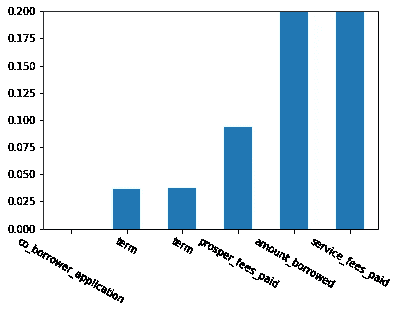 0.200
0.175
0.150
0.125
0.100
0.075
0.050
0.025
0.000
co_borrower_application
term
term
prosper_fees_paid
amount_borrowed
service_fees_paid